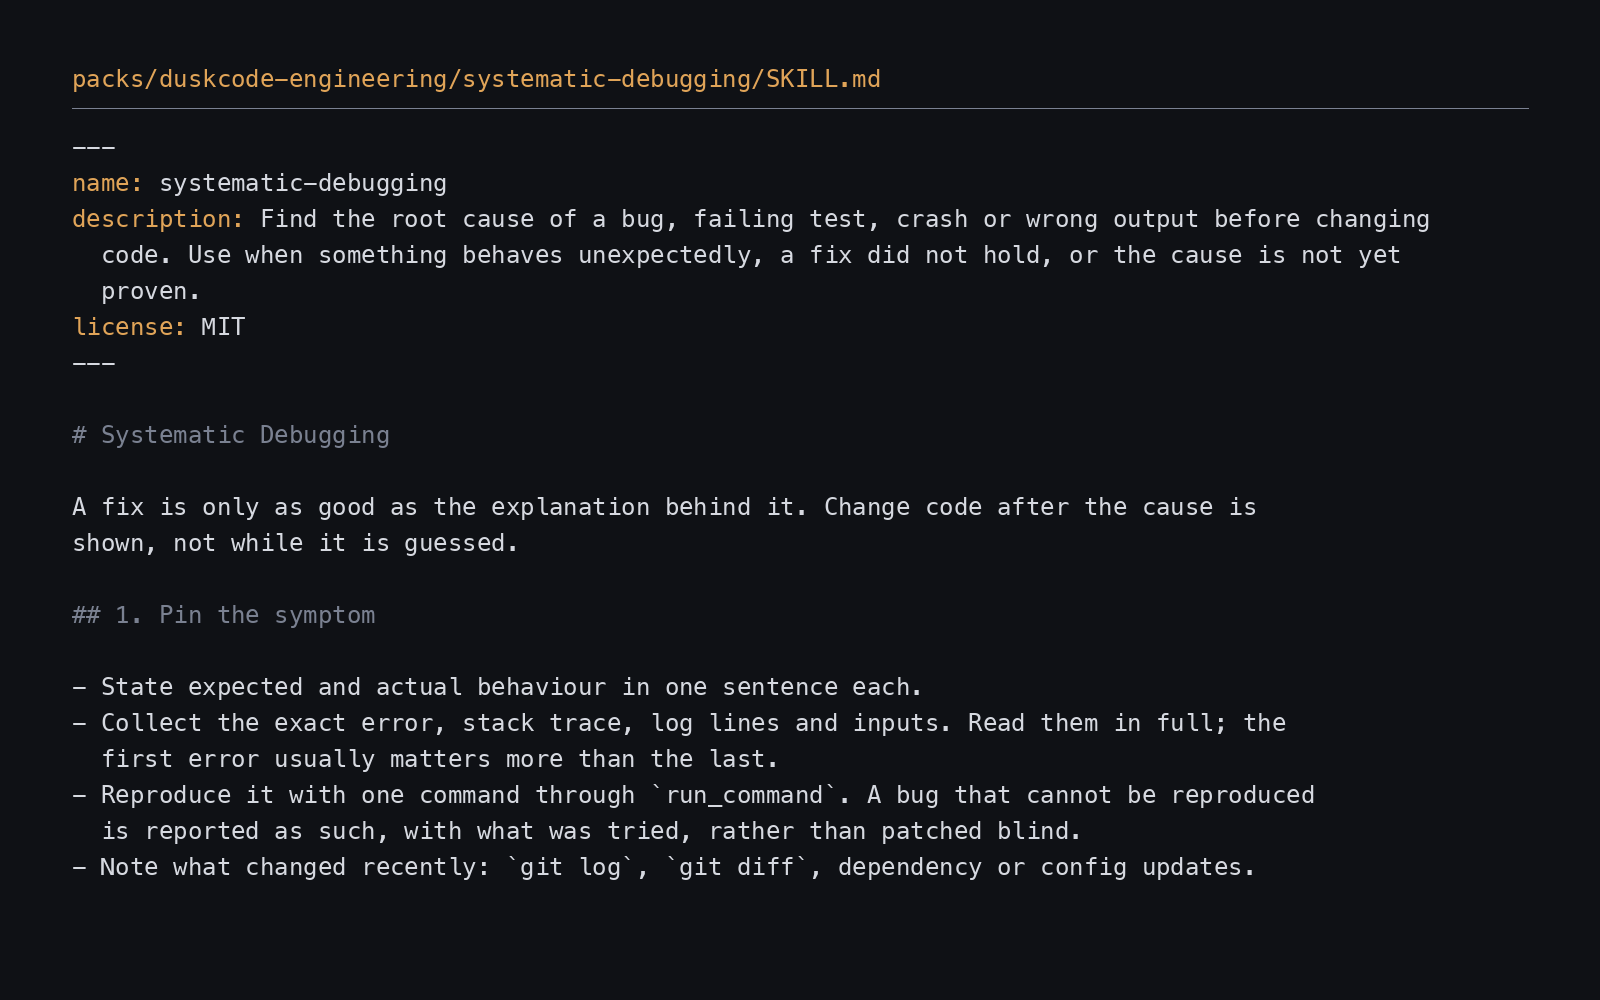 packs/duskcode-engineering/systematic-debugging/SKILL.md
---
name: systematic-debugging
description: Find the root cause of a bug, failing test, crash or wrong output before changing
  code. Use when something behaves unexpectedly, a fix did not hold, or the cause is not yet
  proven.
license: MIT
---

# Systematic Debugging

A fix is only as good as the explanation behind it. Change code after the cause is
shown, not while it is guessed.

## 1. Pin the symptom

- State expected and actual behaviour in one sentence each.
- Collect the exact error, stack trace, log lines and inputs. Read them in full; the
  first error usually matters more than the last.
- Reproduce it with one command through `run_command`. A bug that cannot be reproduced
  is reported as such, with what was tried, rather than patched blind.
- Note what changed recently: `git log`, `git diff`, dependency or config updates.